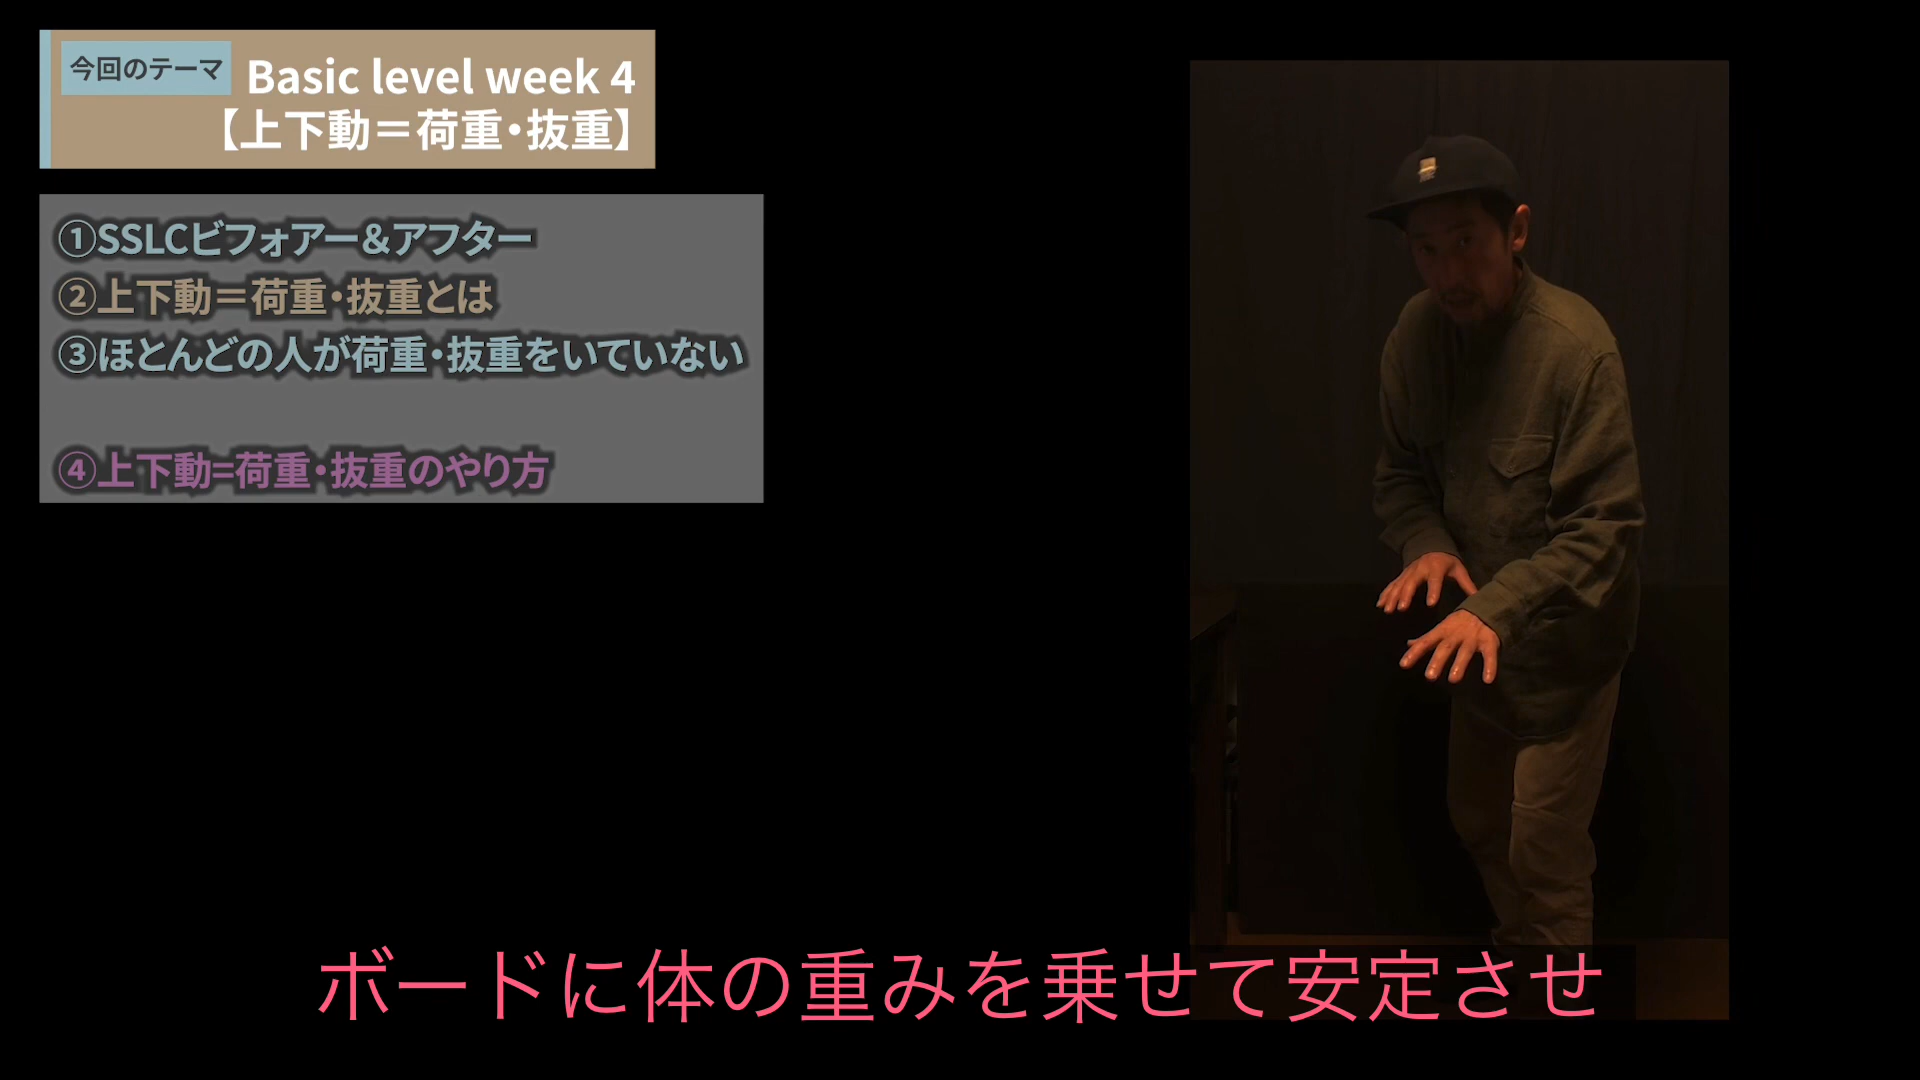 今回のテーマ
Basic level week 4
【上下動＝荷重・抜重】
①SSLCビフォアー&アフター
②上下動＝荷重・抜重とは
③ほとんどの人が荷重・抜重をいていない
④上下動=荷重・抜重のやり方
ボードに体の重みを乗せて安定させ